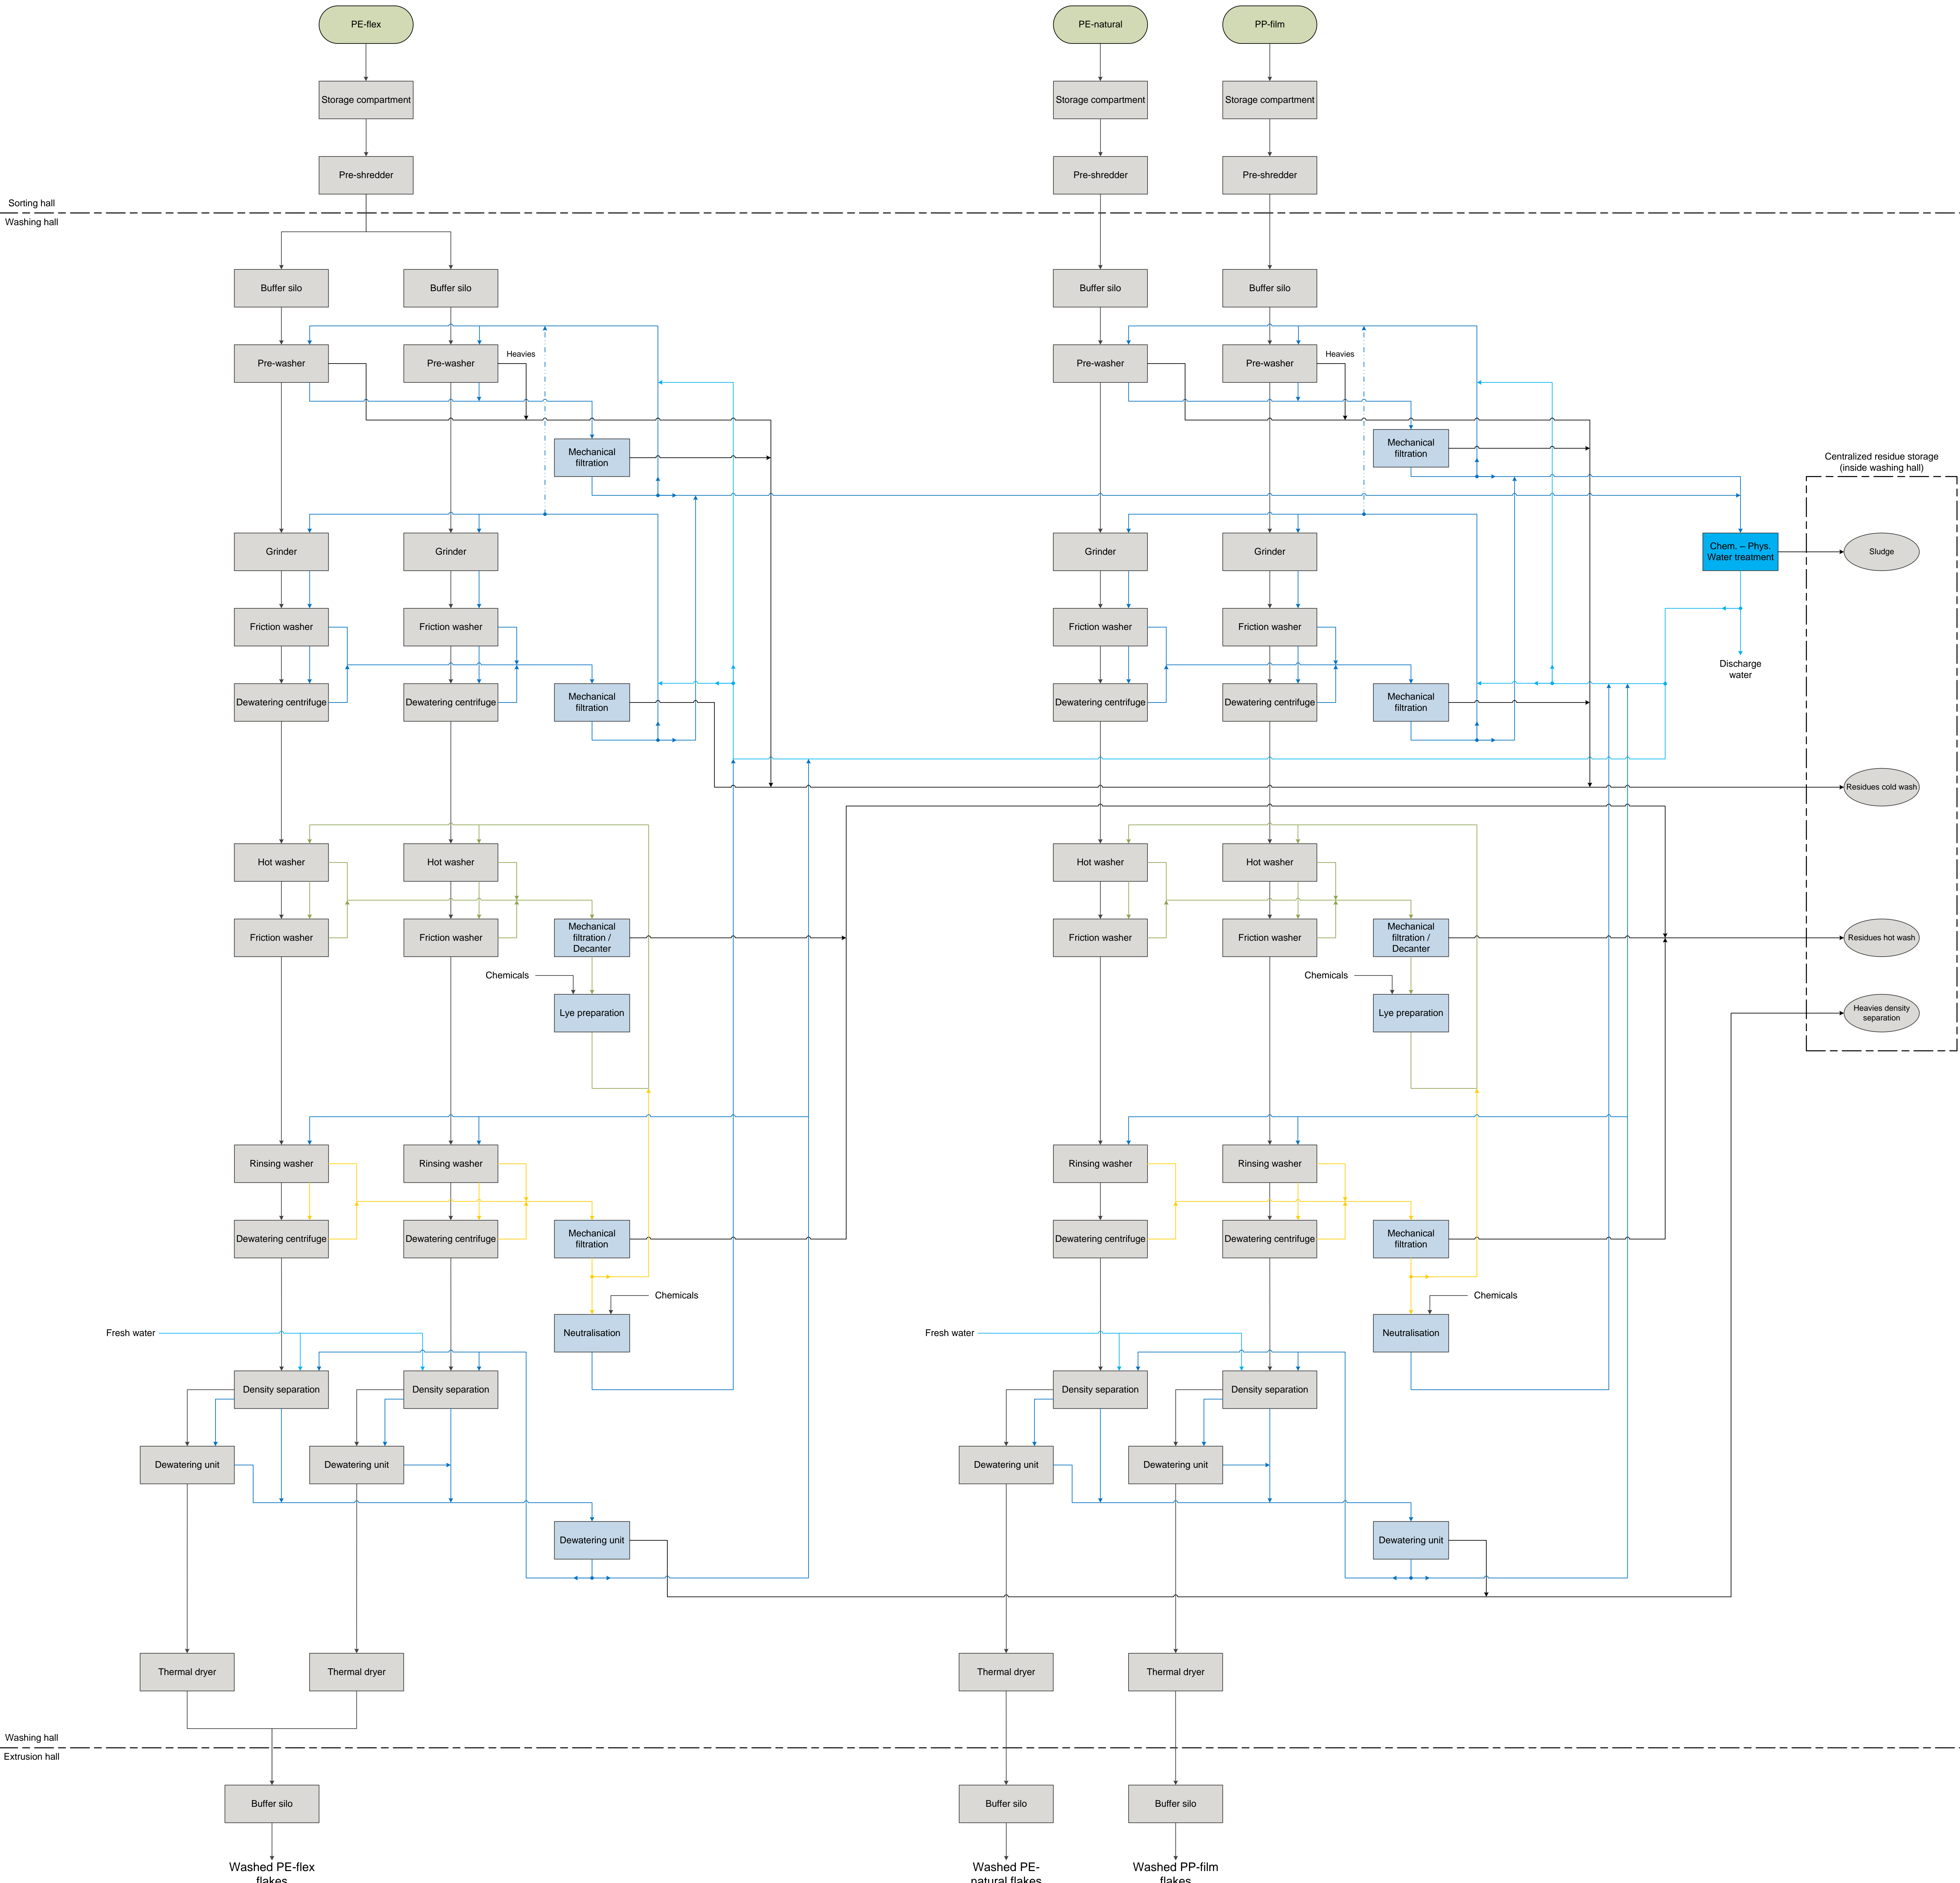 PE-flex
PE-natural
PP-film
Storage compartment
Storage compartment
Storage compartment
Pre-shredder
Pre-shredder
Pre-shredder
Sorting hall
Washing hall
Buffer silo
Buffer silo
Buffer silo
Buffer silo
Pre-washer
Pre-washer
Heavies
Pre-washer
Pre-washer
Heavies
Mechanical
filtration
Mechanical
filtration
Centralized residue storage
(inside washing hall)
Grinder
Grinder
Grinder
Grinder
Chem. – Phys.
Water treatment
Sludge
Friction washer
Friction washer
Friction washer
Friction washer
Discharge
water
Dewatering centrifuge
Dewatering centrifuge
Mechanical
filtration
Dewatering centrifuge
Dewatering centrifuge
Mechanical
filtration
Residues cold wash
Hot washer
Hot washer
Hot washer
Hot washer
Friction washer
Friction washer
Mechanical
filtration /
Decanter
Friction washer
Friction washer
Mechanical
filtration /
Decanter
Residues hot wash
Chemicals
Chemicals
Lye preparation
Lye preparation
Heavies density
separation
Rinsing washer
Rinsing washer
Rinsing washer
Rinsing washer
Dewatering centrifuge
Dewatering centrifuge
Mechanical
filtration
Dewatering centrifuge
Dewatering centrifuge
Mechanical
filtration
Chemicals
Chemicals
Fresh water
Neutralisation
Fresh water
Neutralisation
Density separation
Density separation
Density separation
Density separation
Dewatering unit
Dewatering unit
Dewatering unit
Dewatering unit
Dewatering unit
Dewatering unit
Thermal dryer
Thermal dryer
Thermal dryer
Thermal dryer
Washing hall
Extrusion hall
Buffer silo
Buffer silo
Buffer silo
Washed PE-flex
flakes
Washed PE-
natural flakes
Washed PP-film
flakes